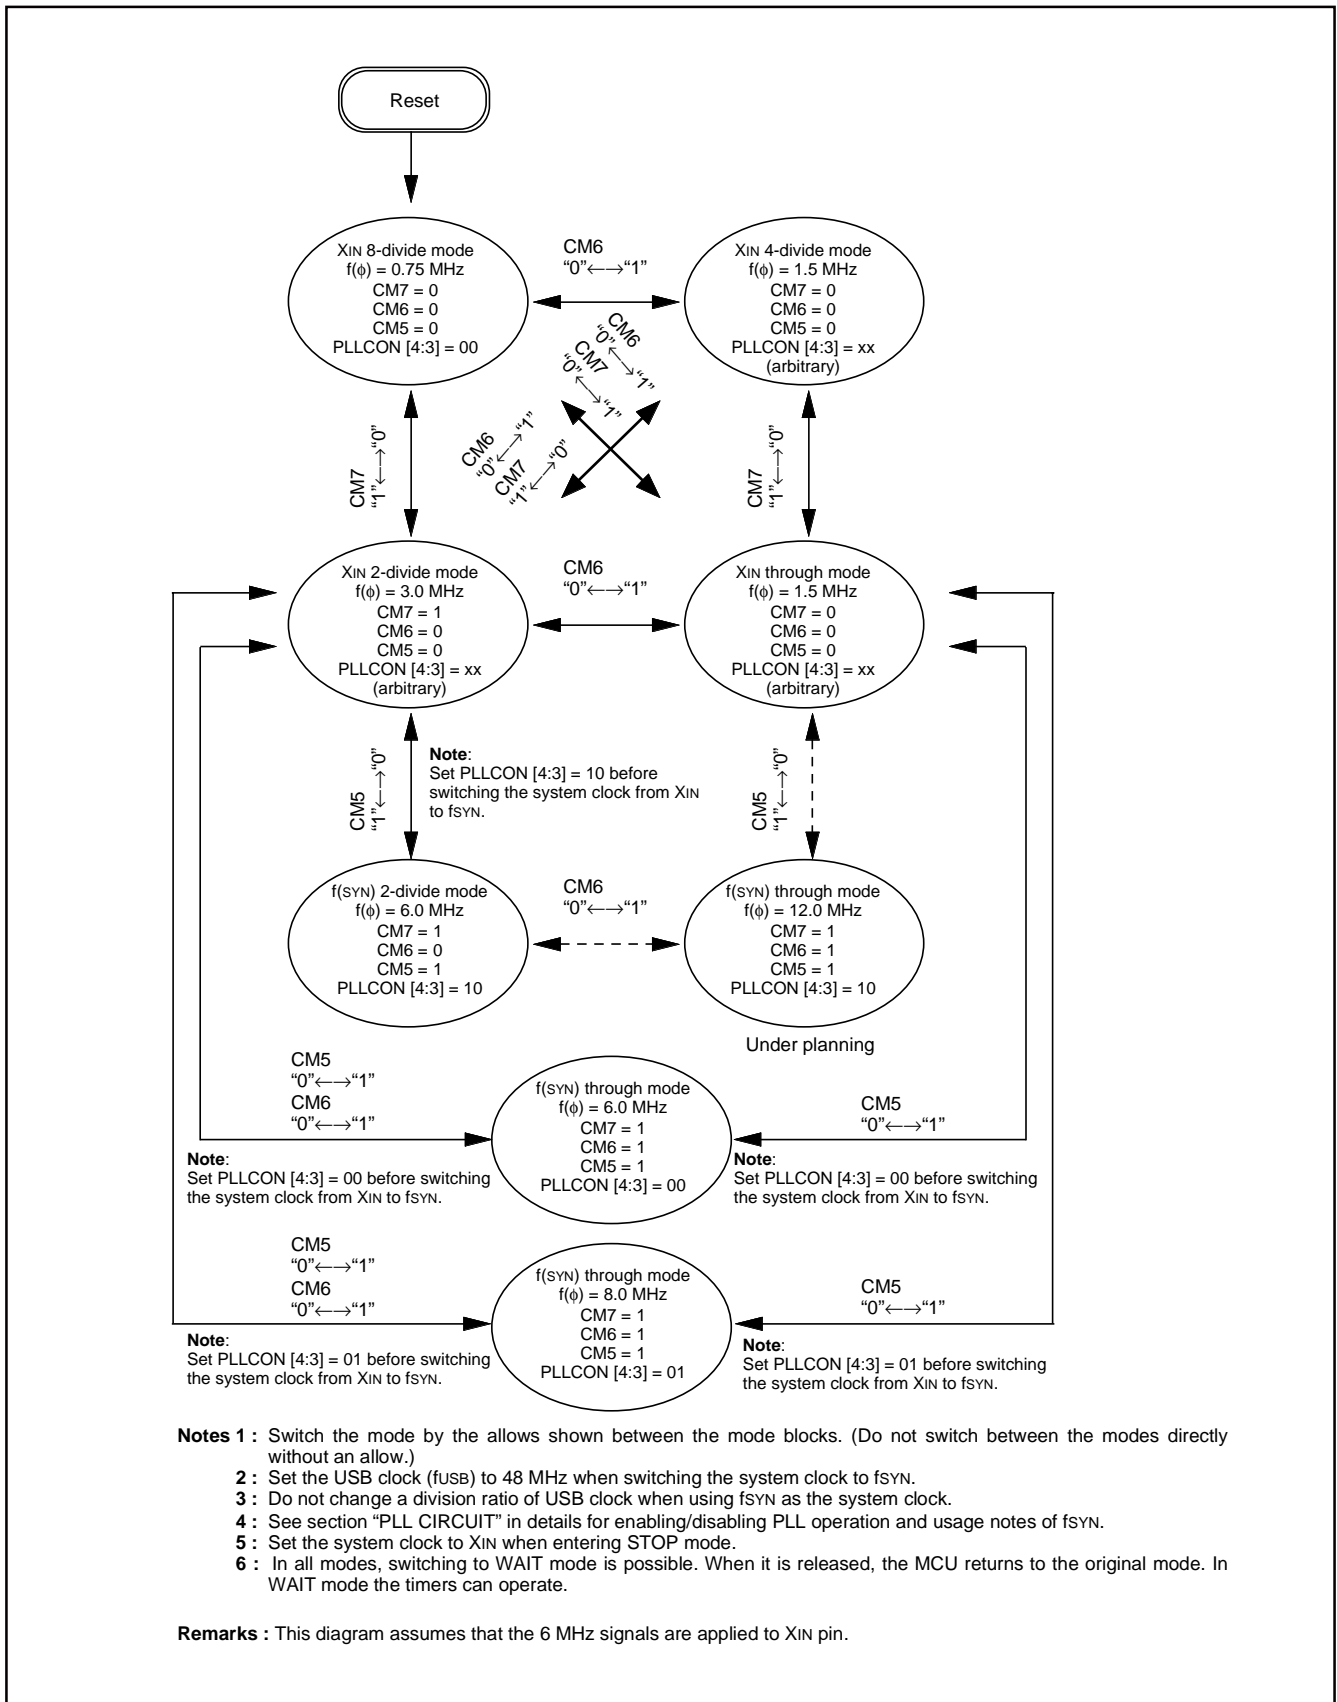 Reset
XIN 8-divide mode
f(ϕ) = 0.75 MHz
CM7 = 0
CM6 = 0
CM5 = 0
PLLCON [4:3] = 00
CM6
“0”←→“1”
XIN 4-divide mode
f(ϕ) = 1.5 MHz
CM7 = 0
CM6 = 0
CM5 = 0
PLLCON [4:3] = xx
(arbitrary)
CM7
“1”←→“0”
CM6
“0”←→“1”
CM7
“1”←→“0”
CM6
“0”←→“1”
CM7
“0”←→“1”
CM7
“1”←→“0”
XIN 2-divide mode
f(ϕ) = 3.0 MHz
CM7 = 1
CM6 = 0
CM5 = 0
PLLCON [4:3] = xx
(arbitrary)
CM6
“0”←→“1”
XIN through mode
f(ϕ) = 1.5 MHz
CM7 = 0
CM6 = 0
CM5 = 0
PLLCON [4:3] = xx
(arbitrary)
CM5
“1”←→“0”
Note:
Set PLLCON [4:3] = 10 before
switching the system clock from XIN
to fSYN.
CM5
“1”←→“0”
f(SYN) 2-divide mode
f(ϕ) = 6.0 MHz
CM7 = 1
CM6 = 0
CM5 = 1
PLLCON [4:3] = 10
CM6
“0”←→“1”
f(SYN) through mode
f(ϕ) = 12.0 MHz
CM7 = 1
CM6 = 1
CM5 = 1
PLLCON [4:3] = 10
Under planning
CM5
“0”←→“1”
CM6
“0”←→“1”
Note:
Set PLLCON [4:3] = 00 before switching
the system clock from XIN to fSYN.
f(SYN) through mode
f(ϕ) = 6.0 MHz
CM7 = 1
CM6 = 1
CM5 = 1
PLLCON [4:3] = 00
CM5
“0”←→“1”
Note:
Set PLLCON [4:3] = 00 before switching
the system clock from XIN to fSYN.
CM5
“0”←→“1”
CM6
“0”←→“1”
Note:
Set PLLCON [4:3] = 01 before switching
the system clock from XIN to fSYN.
f(SYN) through mode
f(ϕ) = 8.0 MHz
CM7 = 1
CM6 = 1
CM5 = 1
PLLCON [4:3] = 01
CM5
“0”←→“1”
Note:
Set PLLCON [4:3] = 01 before switching
the system clock from XIN to fSYN.
Notes 1 : Switch the mode by the allows shown between the mode blocks. (Do not switch between the modes directly
without an allow.)
2 : Set the USB clock (fUSB) to 48 MHz when switching the system clock to fSYN.
3 : Do not change a division ratio of USB clock when using fSYN as the system clock.
4 : See section “PLL CIRCUIT” in details for enabling/disabling PLL operation and usage notes of fSYN.
5 : Set the system clock to XIN when entering STOP mode.
6 : In all modes, switching to WAIT mode is possible. When it is released, the MCU returns to the original mode. In
WAIT mode the timers can operate.
Remarks : This diagram assumes that the 6 MHz signals are applied to XIN pin.